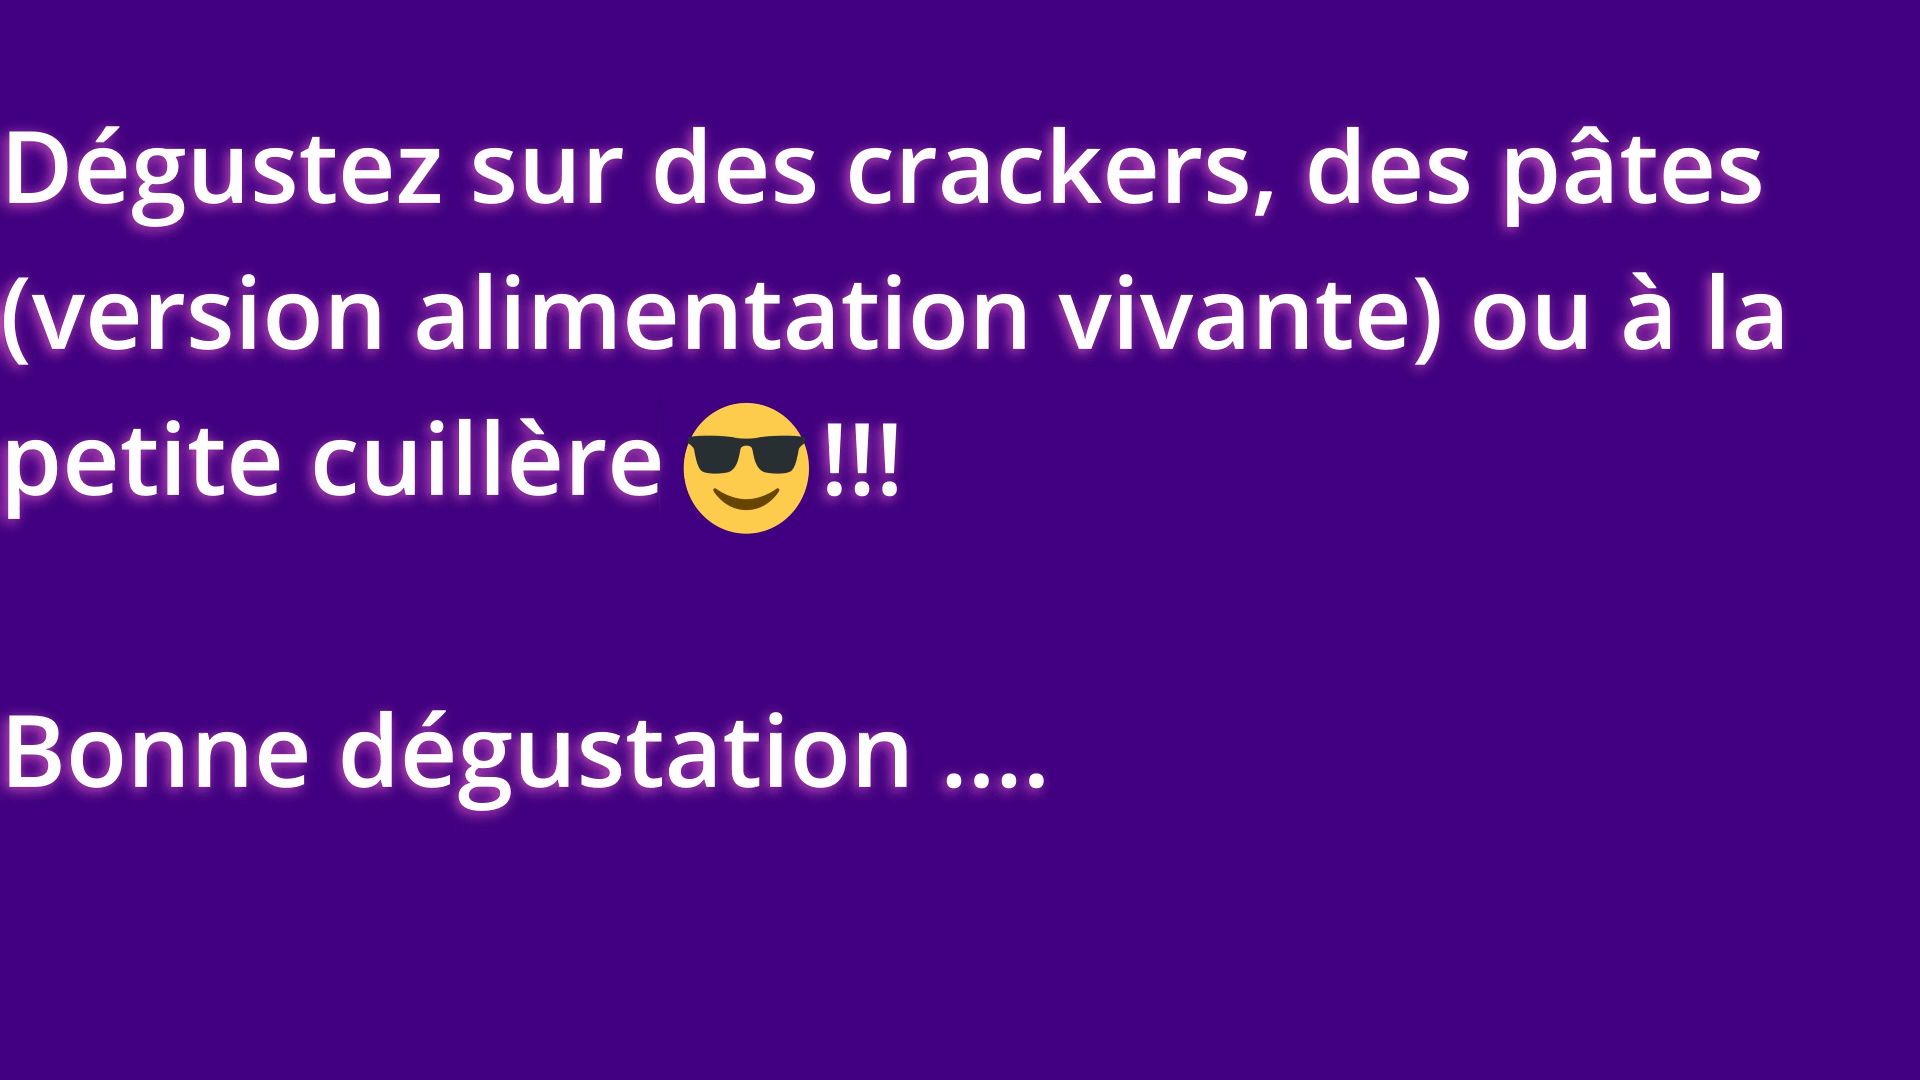 Dégustez sur des crackers, des pâtes
(version alimentation vivante) ou à la
petite cuillère 😎 !!!
Bonne dégustation ....